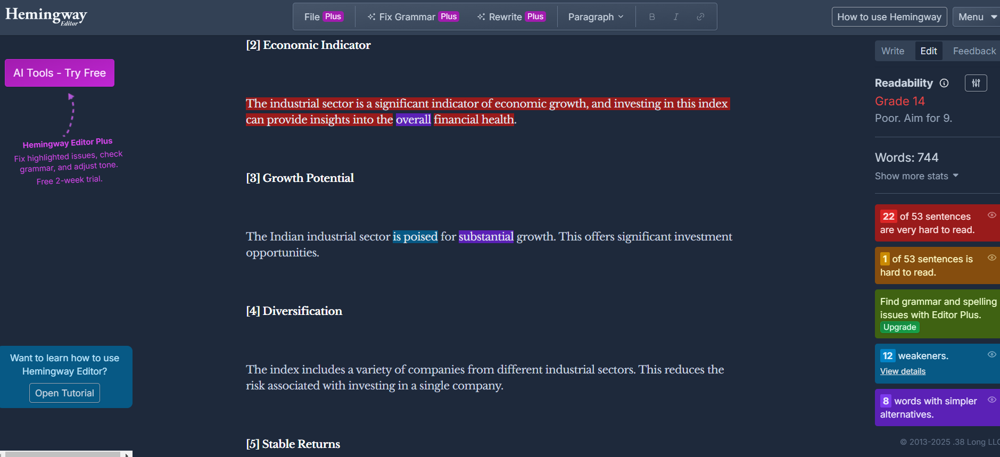 Hemingway
Editor
File Plus
Fix Grammar Plus
Rewrite Plus
Paragraph
B
I
How to use Hemingway
Menu
AI Tools - Try Free
Hemingway Editor Plus
Fix highlighted issues, check
grammar, and adjust tone.
Free 2-week trial.
Want to learn how to use
Hemingway Editor?
Open Tutorial
[2] Economic Indicator
The industrial sector is a significant indicator of economic growth, and investing in this index
can provide insights into the overall financial health.
[3] Growth Potential
The Indian industrial sector is poised for substantial growth. This offers significant investment
opportunities.
[4] Diversification
The index includes a variety of companies from different industrial sectors. This reduces the
risk associated with investing in a single company.
[5] Stable Returns
Write
Edit
Feedback
Readability
Grade 14
Poor. Aim for 9.
Words: 744
Show more stats
22 of 53 sentences
are very hard to read.
1 of 53 sentences is
hard to read.
Find grammar and spelling
issues with Editor Plus.
Upgrade
12 weakeners.
View details
8 words with simpler
alternatives.
© 2013-2025 .38 Long LLC